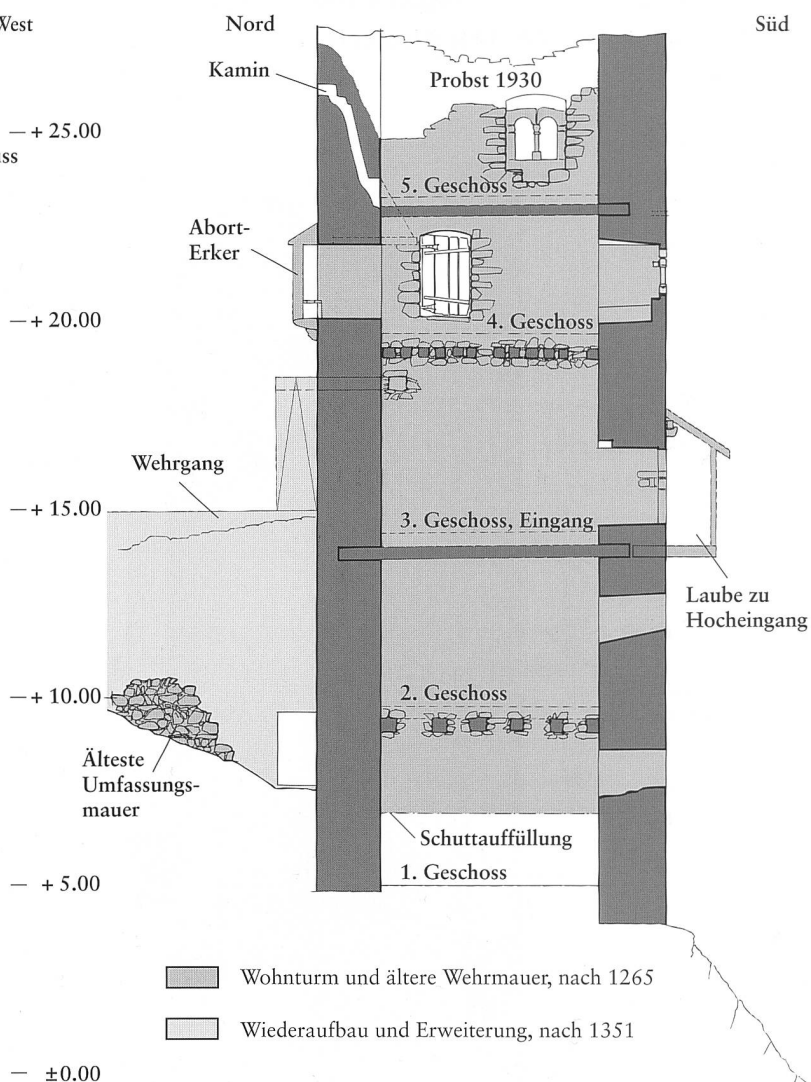 West
Nord
Süd
Kamin
Probst 1930
— + 25.00
uss
5. Geschoss
Abort-
Erker
— + 20.00
4. Geschoss
Wehrgang
— + 15.00
3. Geschoss, Eingang
Laube zu
Hocheingang
— + 10.00
2. Geschoss
Älteste
Umfassungs-
mauer
Schuttauffüllung
1. Geschoss
— + 5.00
Wohnturm und ältere Wehrmauer, nach 1265
Wiederaufbau und Erweiterung, nach 1351
— ±0.00